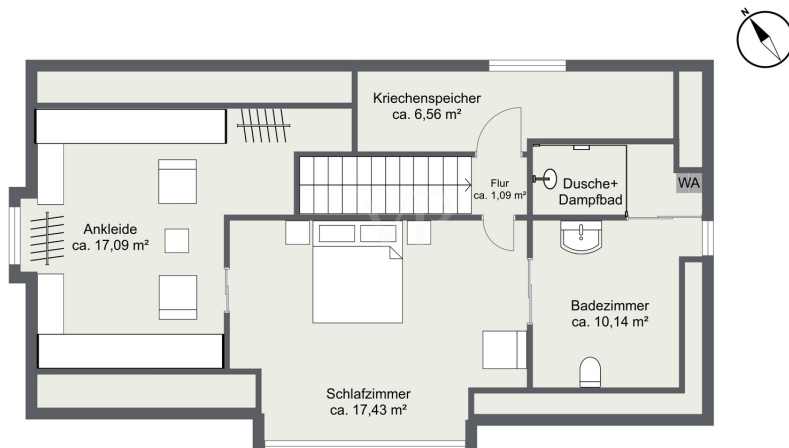 N
Kriechenspeicher
ca. 6,56 m²
Flur
ca. 1,09 m²
Dusche+
Dampfbad
WA
Ankleide
ca. 17,09 m²
Badezimmer
ca. 10,14 m²
Schlafzimmer
ca. 17,43 m²